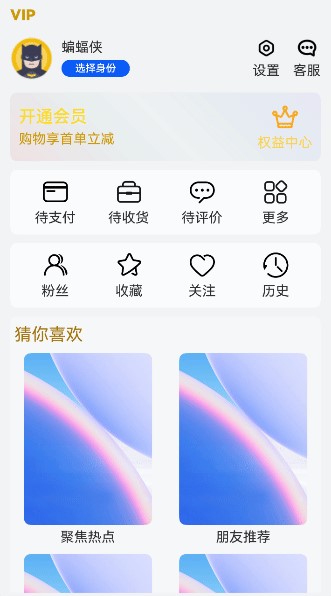 VIP
蝙蝠侠
选择身份
设置 客服
开通会员
购物享首单立减
权益中心
待支付 待收货 待评价 更多
粉丝 收藏 关注 历史
猜你喜欢
聚焦热点 朋友推荐